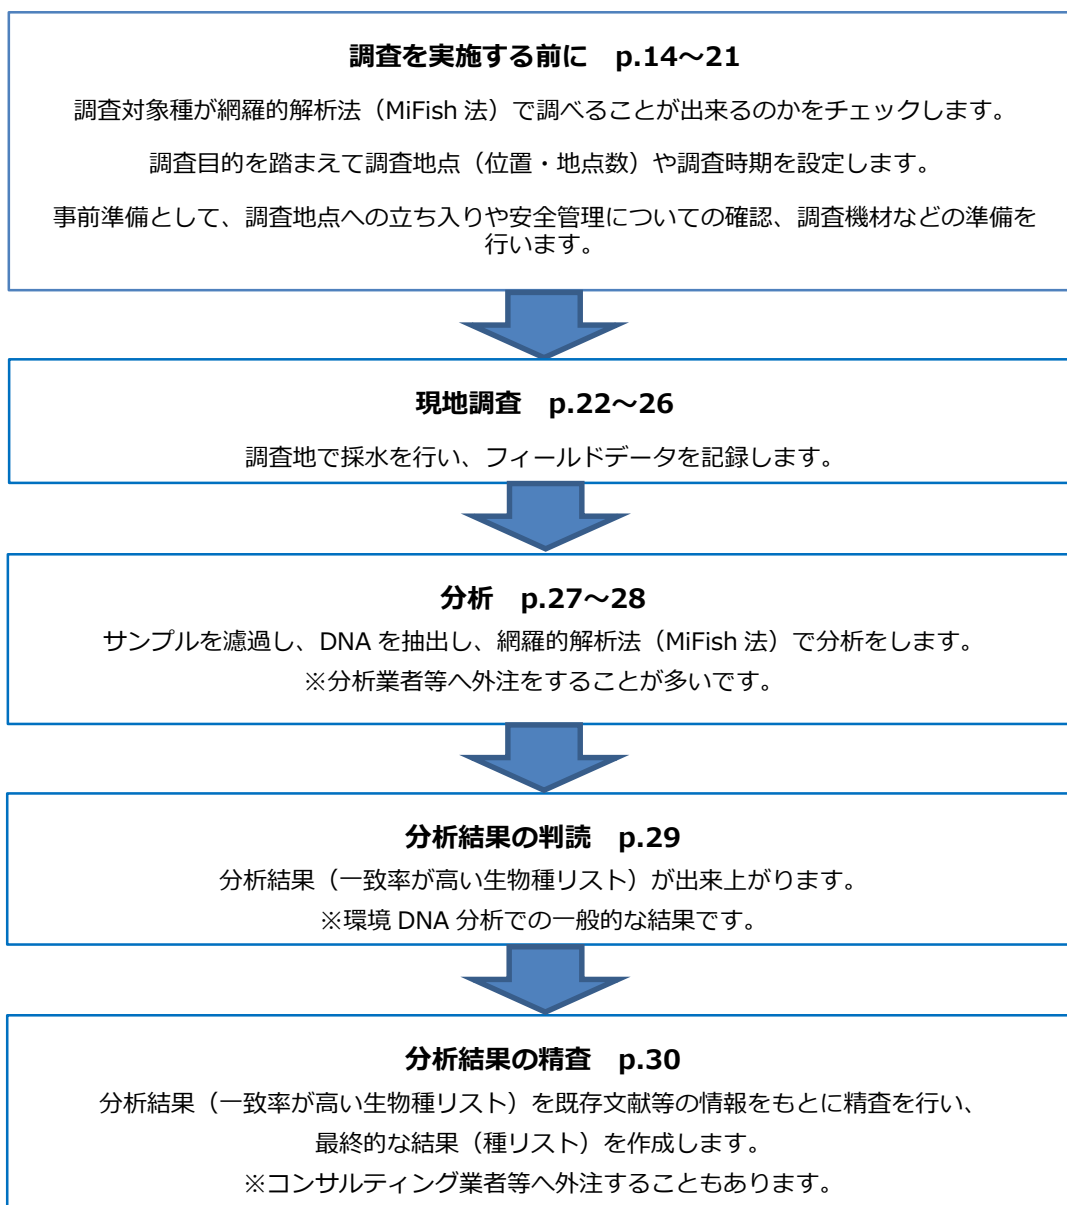 調査を実施する前に　p.14～21
調査対象種が網羅的解析法（MiFish 法）で調べることが出来るのかをチェックします。
調査目的を踏まえて調査地点（位置・地点数）や調査時期を設定します。
事前準備として、調査地点への立ち入りや安全管理についての確認、調査機材などの準備を
行います。
現地調査　p.22～26
調査地で採水を行い、フィールドデータを記録します。
分析　p.27～28
サンプルを濾過し、DNA を抽出し、網羅的解析法（MiFish 法）で分析をします。
※分析業者等へ外注をすることが多いです。
分析結果の判読　p.29
分析結果（一致率が高い生物種リスト）が出来上がります。
※環境 DNA 分析での一般的な結果です。
分析結果の精査　p.30
分析結果（一致率が高い生物種リスト）を既存文献等の情報をもとに精査を行い、
最終的な結果（種リスト）を作成します。
※コンサルティング業者等へ外注することもあります。